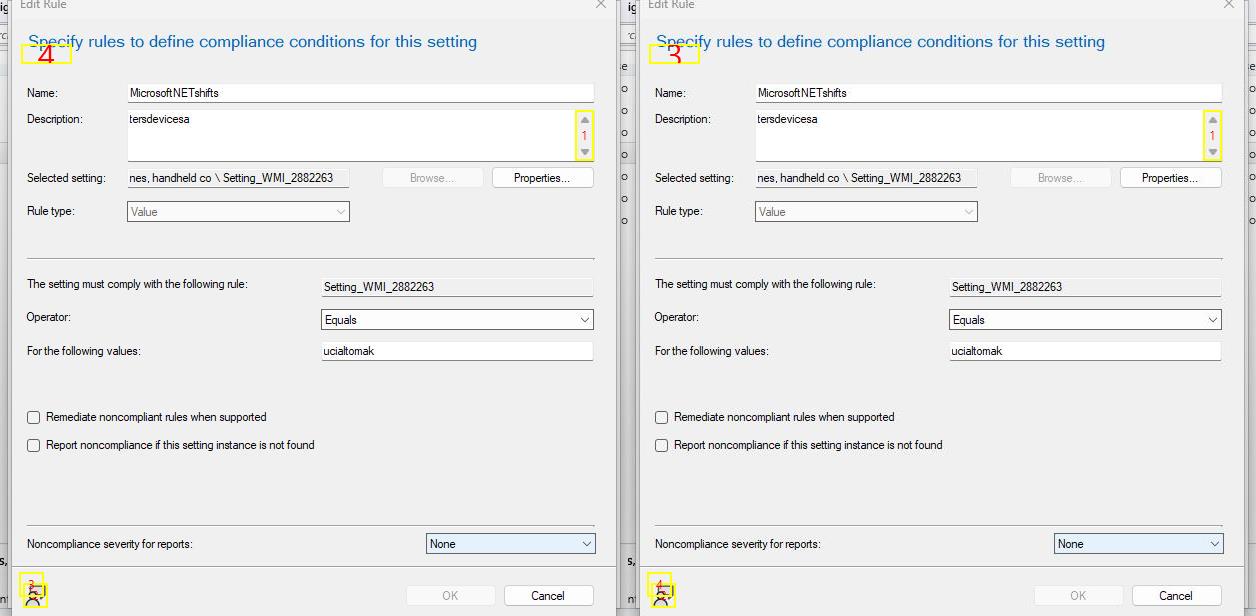 Edit Rule
Specify rules to define compliance conditions for this setting
4
Name:
MicrosoftNETshifts
Description:
tersdevicesa
1
Selected setting:
nes, handheld co \ Setting_WMI_2882263
Browse...
Properties...
Rule type:
Value
The setting must comply with the following rule:
Setting_WMI_2882263
Operator:
Equals
For the following values:
ucialtomak
Remediate noncompliant rules when supported
Report noncompliance if this setting instance is not found
Noncompliance severity for reports:
None
3
OK
Cancel
Edit Rule
Specify rules to define compliance conditions for this setting
3
Name:
MicrosoftNETshifts
Description:
tersdevicesa
1
Selected setting:
nes, handheld co \ Setting_WMI_2882263
Browse...
Properties...
Rule type:
Value
The setting must comply with the following rule:
Setting_WMI_2882263
Operator:
Equals
For the following values:
ucialtomak
Remediate noncompliant rules when supported
Report noncompliance if this setting instance is not found
Noncompliance severity for reports:
None
4
OK
Cancel